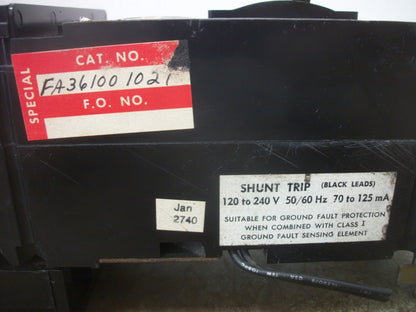 SPECIAL
CAT. NO.
FA36100 1021
F.O. NO.
Jan
2740
SHUNT TRIP (BLACK LEADS)
120 to 240 V 50/60 Hz 70 to 125 mA
SUITABLE FOR GROUND FAULT PROTECTION
WHEN COMBINED WITH CLASS I
GROUND FAULT SENSING ELEMENT